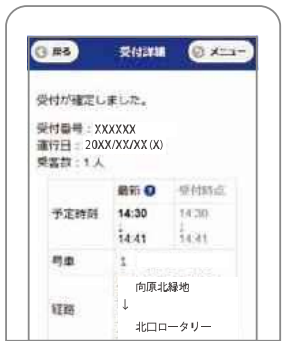 戻る 受付詳細 メニュー
受付が確定しました。
受付番号：XXXXXX
運行日：20XX/XX/XX(X)
乗客数：1人
最新 ? 受付時点
予定時刻 14:30 14:30
↓ ↓
14:41 14:41
号車 1
向原北緑地
経路 ↓
北口ロータリー